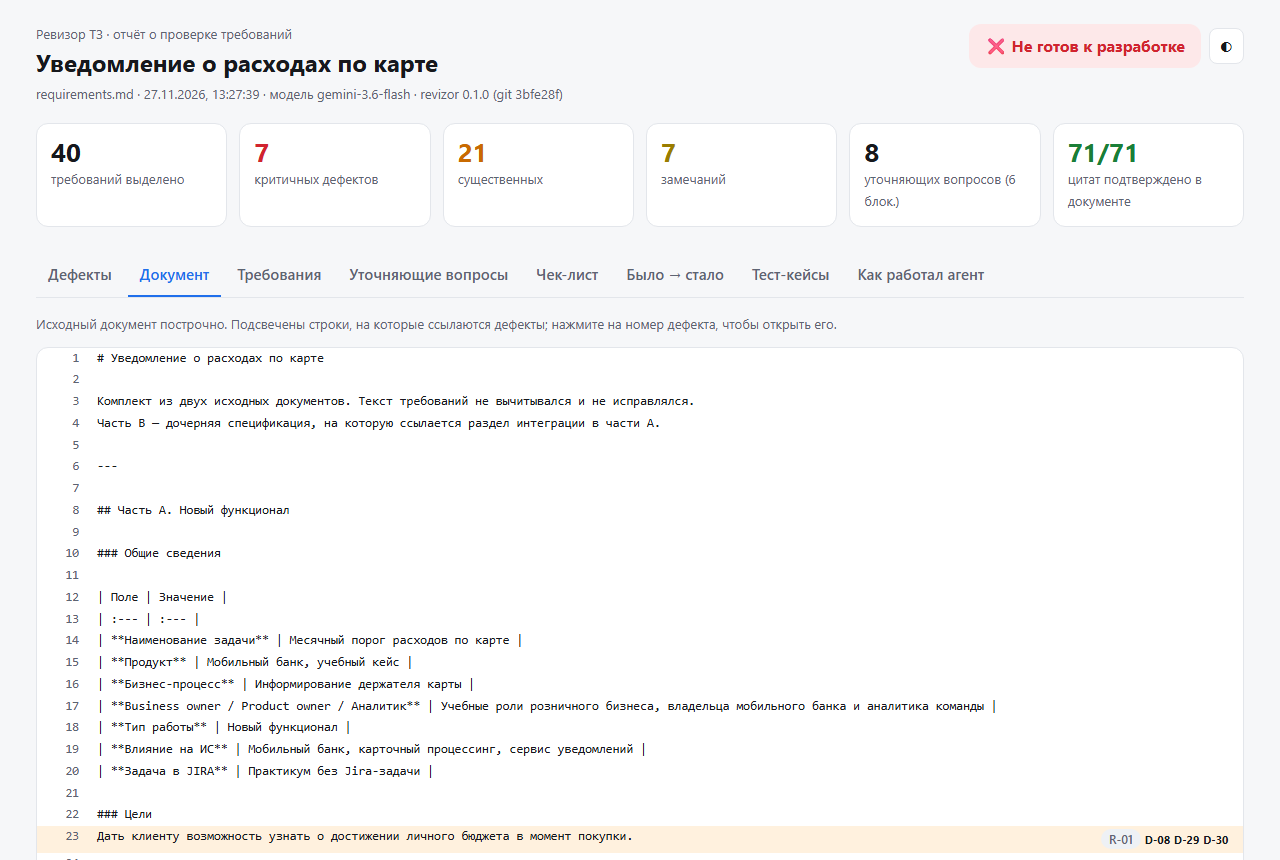 Ревизор ТЗ · отчёт о проверке требований
Уведомление о расходах по карте
requirements.md · 27.11.2026, 13:27:39 · модель gemini-3.6-flash · revizor 0.1.0 (git 3bfe28f)
❌ Не готов к разработке
40
требований выделено
7
критичных дефектов
21
существенных
7
замечаний
8
уточняющих вопросов (6
блок.)
71/71
цитат подтверждено в
документе
Дефекты Документ Требования Уточняющие вопросы Чек-лист Было → стало Тест-кейсы Как работал агент
Исходный документ построчно. Подсвечены строки, на которые ссылаются дефекты; нажмите на номер дефекта, чтобы открыть его.
1 # Уведомление о расходах по карте
2
3 Комплект из двух исходных документов. Текст требований не вычитывался и не исправлялся.
4 Часть B — дочерняя спецификация, на которую ссылается раздел интеграции в части A.
5
6 ---
7
8 ## Часть A. Новый функционал
9
10 ### Общие сведения
11
12 | Поле | Значение |
13 | :--- | :--- |
14 | **Наименование задачи** | Месячный порог расходов по карте |
15 | **Продукт** | Мобильный банк, учебный кейс |
16 | **Бизнес-процесс** | Информирование держателя карты |
17 | **Business owner / Product owner / Аналитик** | Учебные роли розничного бизнеса, владельца мобильного банка и аналитика команды |
18 | **Тип работы** | Новый функционал |
19 | **Влияние на ИС** | Мобильный банк, карточный процессинг, сервис уведомлений |
20 | **Задача в JIRA** | Практикум без Jira-задачи |
21
22 ### Цели
23 Дать клиенту возможность узнать о достижении личного бюджета в момент покупки. R-01 D-08 D-29 D-30